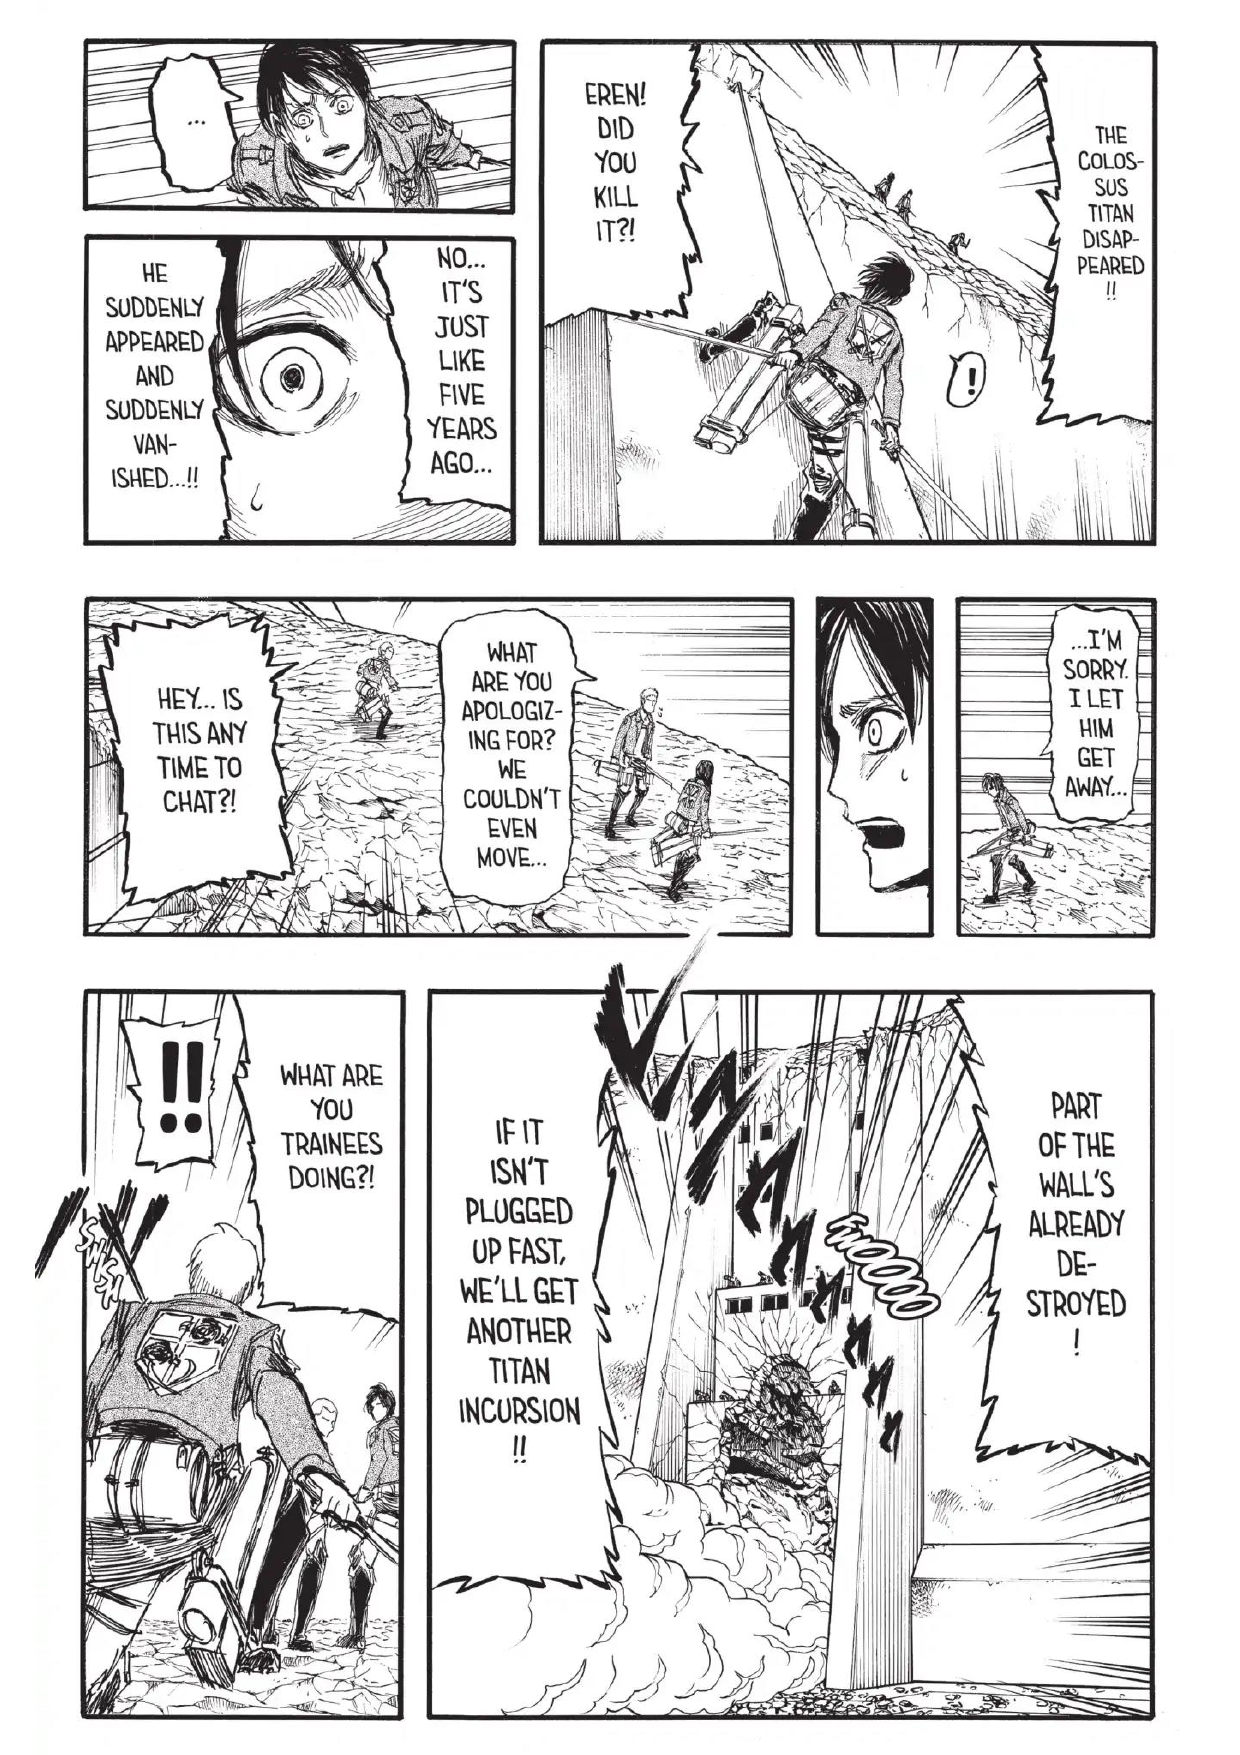 THE
COLOS-
SUS
TITAN
DISAP-
PEARED
!!
EREN!
DID
YOU
KILL
IT?!
!
...
NO...
IT'S
JUST
LIKE
FIVE
YEARS
AGO...
HE
SUDDENLY
APPEARED
AND
SUDDENLY
VAN-
ISHED...!!
...I'M
SORRY.
I LET
HIM
GET
AWAY...
WHAT
ARE YOU
APOLOGIZ-
ING FOR?
WE
COULDN'T
EVEN
MOVE...
HEY... IS
THIS ANY
TIME TO
CHAT?!
PART
OF THE
WALL'S
ALREADY
DE-
STROYED
!
FWOOOO
IF IT
ISN'T
PLUGGED
UP FAST,
WE'LL GET
ANOTHER
TITAN
INCURSION
!!
WHAT ARE
YOU
TRAINEES
DOING?!
!!
SWISH